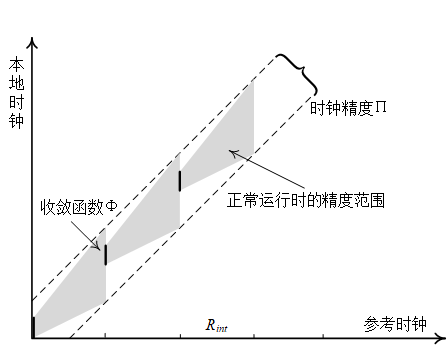 本地时钟
时钟精度Π
正常运行时的精度范围
收敛函数Φ
R_int
参考时钟